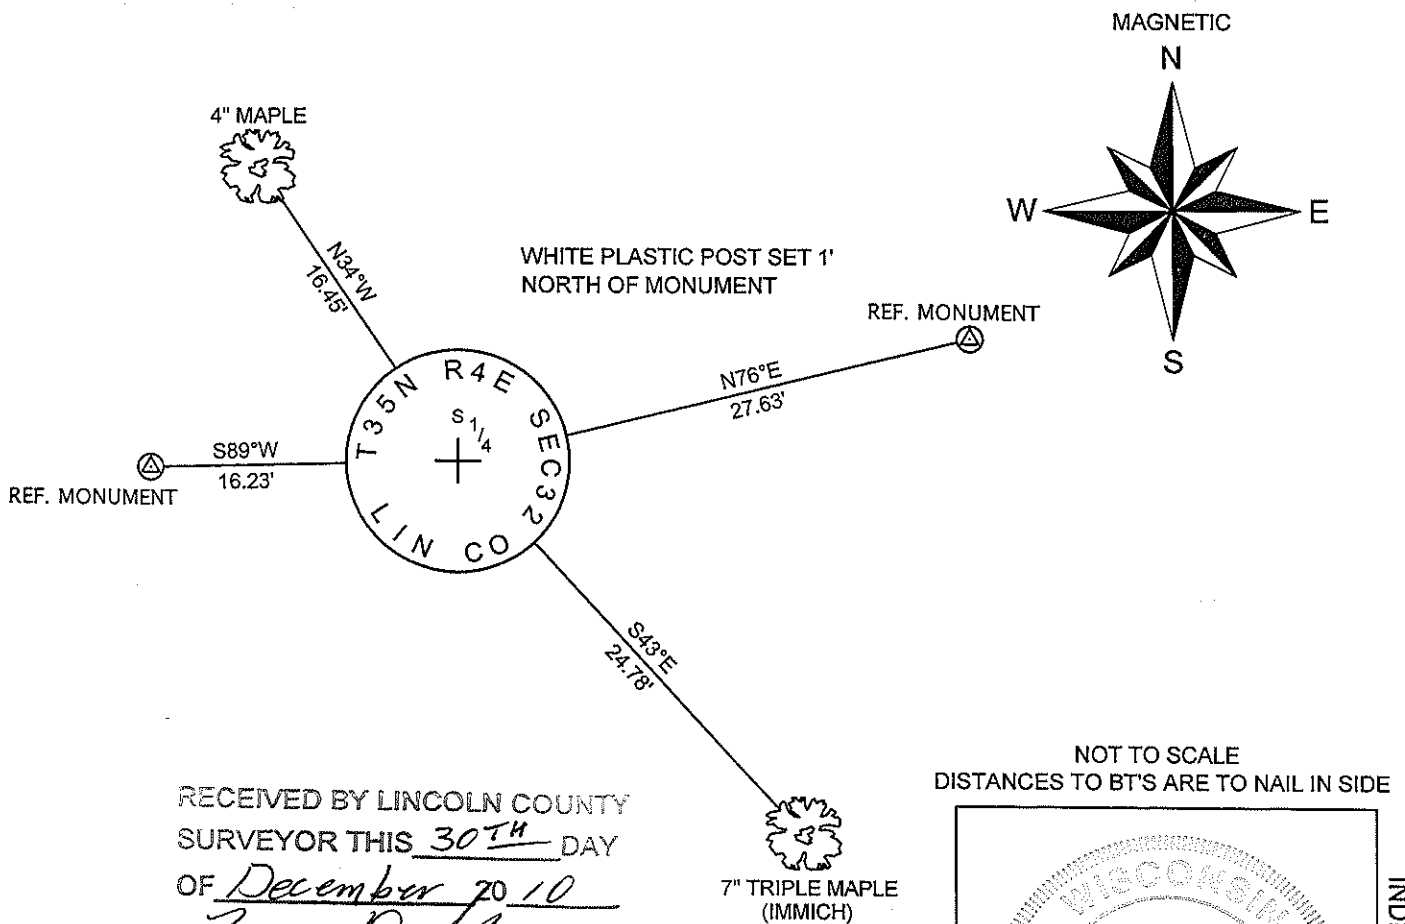 MAGNETIC
N
W E
S
4" MAPLE
N34°W
16.45'
WHITE PLASTIC POST SET 1'
NORTH OF MONUMENT
REF. MONUMENT
N76°E
27.63'
T35N R4E SEC32
S 1/4
LIN CO
S89°W
16.23'
REF. MONUMENT
S43°E
24.78'
7" TRIPLE MAPLE
(IMMICH)
NOT TO SCALE
DISTANCES TO BT'S ARE TO NAIL IN SIDE
RECEIVED BY LINCOLN COUNTY
SURVEYOR THIS 30TH DAY
OF December 2010
WISCONSIN